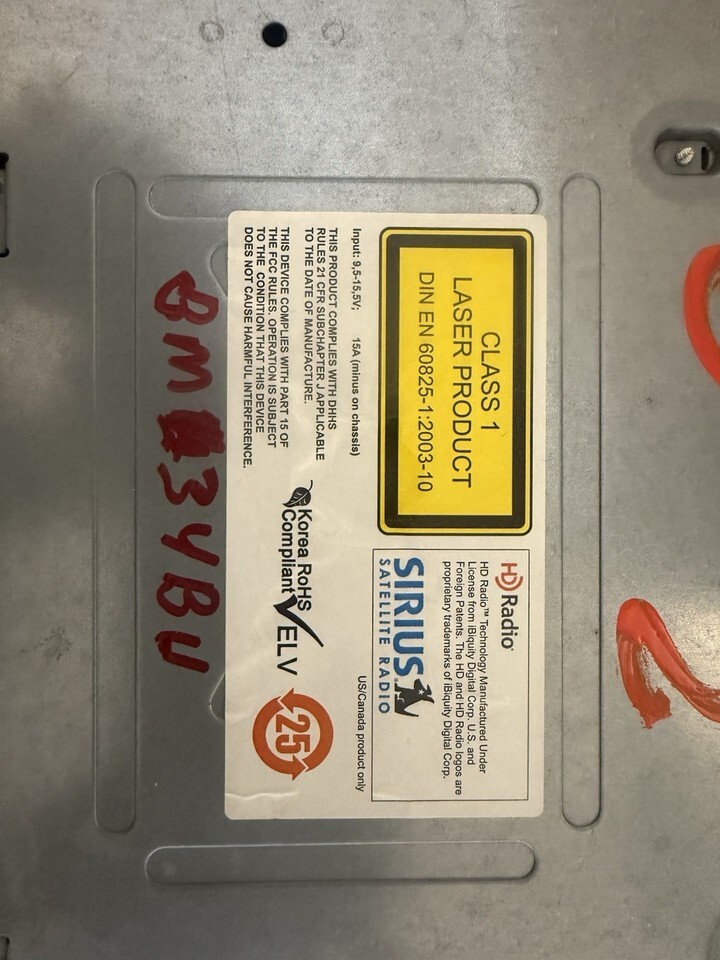 CLASS 1
LASER PRODUCT
DIN EN 60825-1:2003-10
HD Radio
HD Radio™ Technology Manufactured Under
License from iBiquity Digital Corp. U.S. and
Foreign Patents. The HD and HD Radio logos are
proprietary trademarks of iBiquity Digital Corp.
SIRIUS
SATELLITE RADIO
Input: 9,5-15,5V; 15A (minus on chassis)
US/Canada product only
THIS PRODUCT COMPLIES WITH DHHS
RULES 21 CFR SUBCHAPTER J APPLICABLE
TO THE DATE OF MANUFACTURE.
THIS DEVICE COMPLIES WITH PART 15 OF
THE FCC RULES. OPERATION IS SUBJECT
TO THE CONDITION THAT THIS DEVICE
DOES NOT CAUSE HARMFUL INTERFERENCE.
Korea RoHS
Compliant
ELV
25